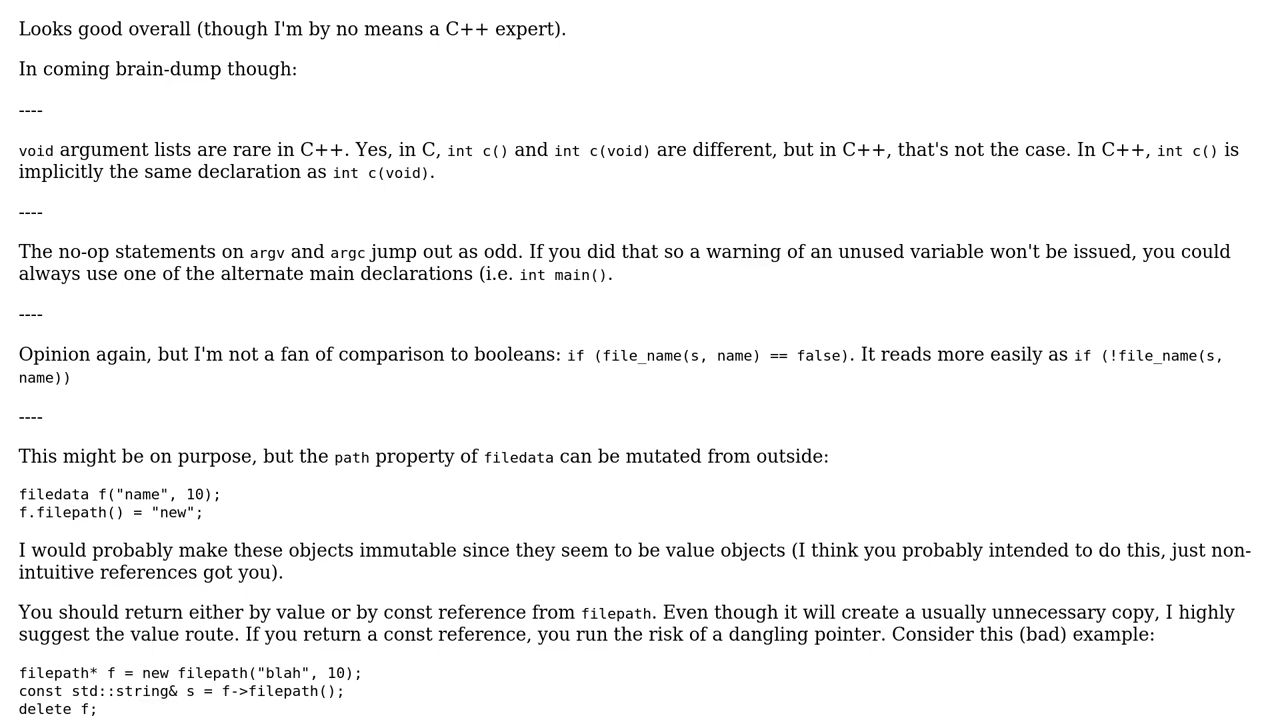 Looks good overall (though I'm by no means a C++ expert).
In coming brain-dump though:
----
void argument lists are rare in C++. Yes, in C, int c() and int c(void) are different, but in C++, that's not the case. In C++, int c() is
implicitly the same declaration as int c(void).
----
The no-op statements on argv and argc jump out as odd. If you did that so a warning of an unused variable won't be issued, you could
always use one of the alternate main declarations (i.e. int main().
----
Opinion again, but I'm not a fan of comparison to booleans: if (file_name(s, name) == false). It reads more easily as if (!file_name(s,
name))
----
This might be on purpose, but the path property of filedata can be mutated from outside:
filedata f("name", 10);
f.filepath() = "new";
I would probably make these objects immutable since they seem to be value objects (I think you probably intended to do this, just non-
intuitive references got you).
You should return either by value or by const reference from filepath. Even though it will create a usually unnecessary copy, I highly
suggest the value route. If you return a const reference, you run the risk of a dangling pointer. Consider this (bad) example:
filepath* f = new filepath("blah", 10);
const std::string& s = f->filepath();
delete f;